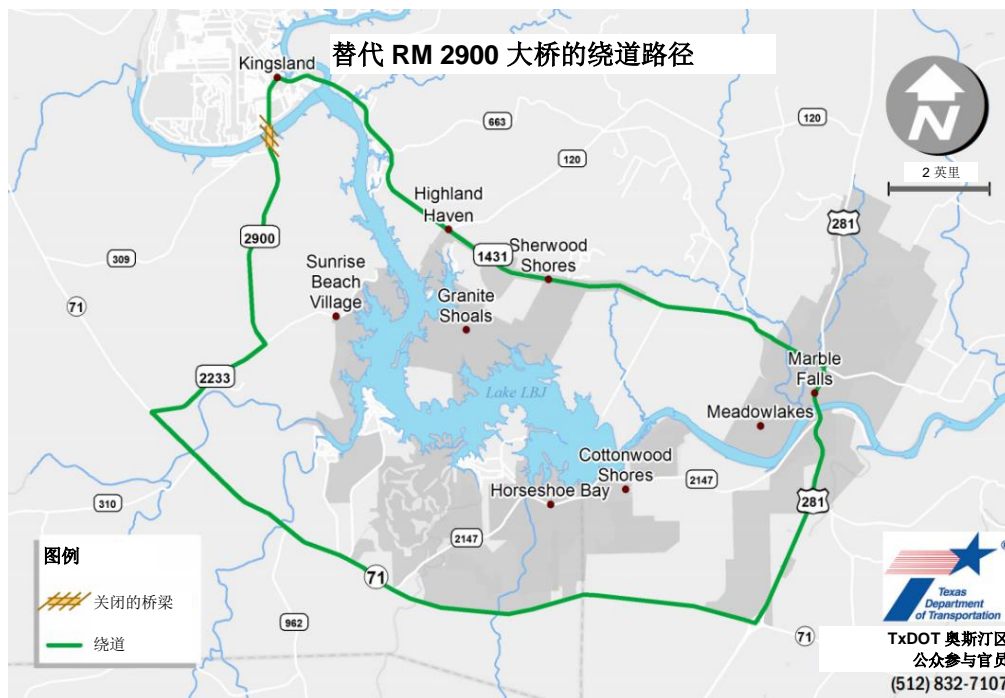 替代 RM 2900 大桥的绕道路径
Kingsland
663
120
120
N
2 英里
Highland
Haven
281
2900
1431
Sherwood
Shores
309
Sunrise
Beach
Village
Granite
Shoals
71
Marble
Falls
2233
Lake LBJ
Meadowlakes
Cottonwood
Shores
2147
310
Horseshoe Bay
281
2147
图例
71
关闭的桥梁
962
绕道
71
Texas
Department
of Transportation
®
TxDOT 奥斯汀区
公众参与官员
(512) 832-7107